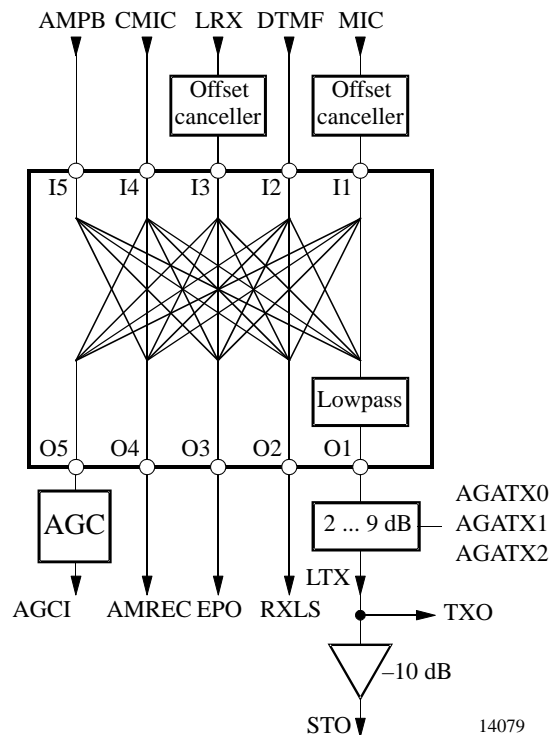 AMPB CMIC LRX DTMF MIC
Offset
canceller
Offset
canceller
I5 I4 I3 I2 I1
Lowpass
O5 O4 O3 O2 O1
AGC
2 ... 9 dB
AGATX0
AGATX1
AGATX2
LTX
AGCI AMREC EPO RXLS
TXO
–10 dB
STO
14079